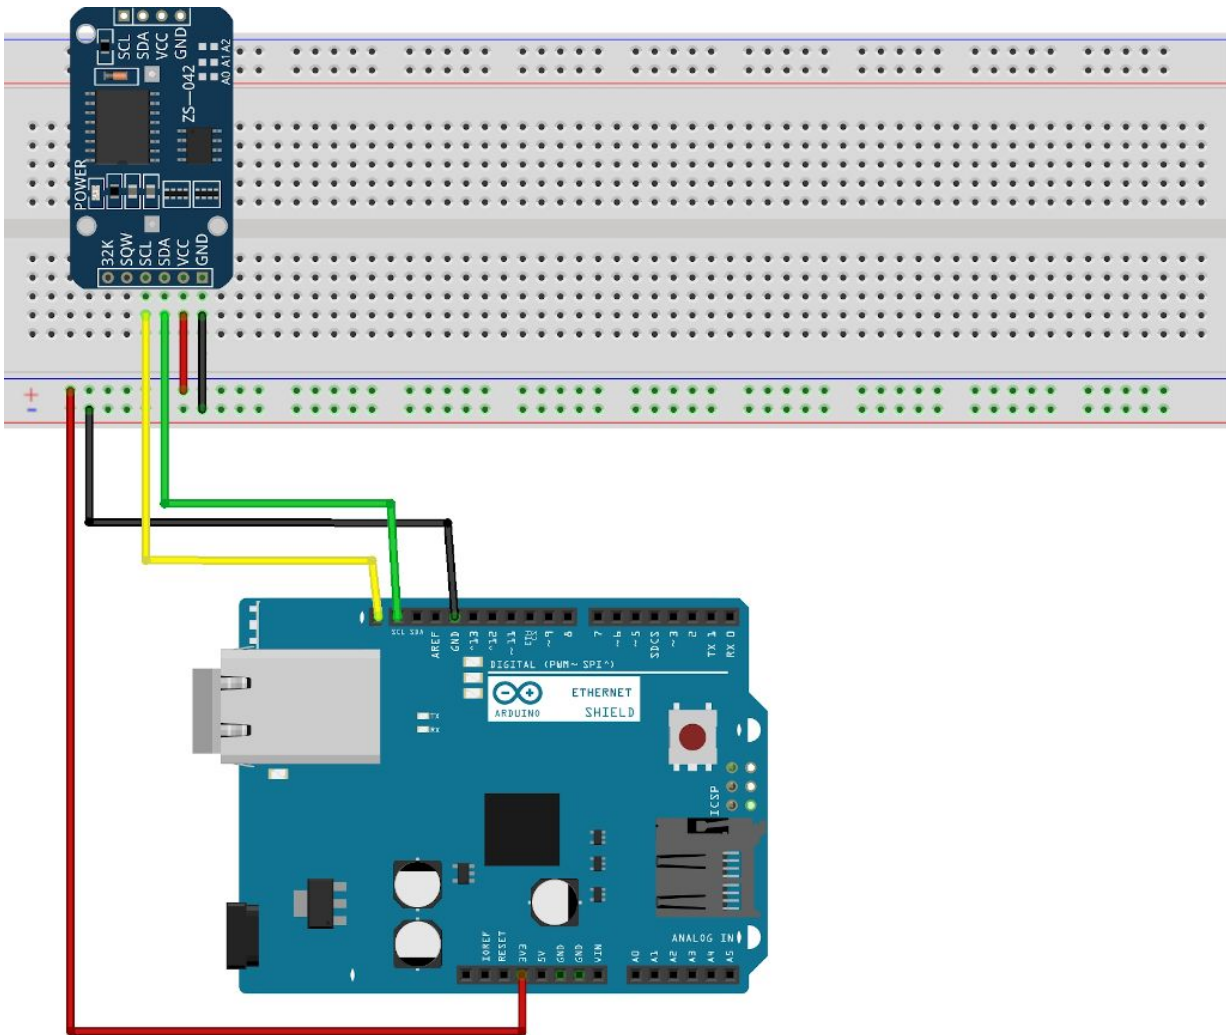 SCL
SDA
VCC
GND
A0 A1 A2
ZS-042
POWER
32K
SQW
SCL
SDA
VCC
GND
+
-
SCL SDA
AREF
GND
^13
^12
~11
~9
8
7
~6
~5
SDCS
~3
2
TX 1
RX 0
DIGITAL (PWM~ SPI^)
ARDUINO
ETHERNET
SHIELD
TX
RX
ICSP
ANALOG IN
IOREF
RESET
3V3
5V
GND
GND
VIN
A0
A1
A2
A3
A4
A5